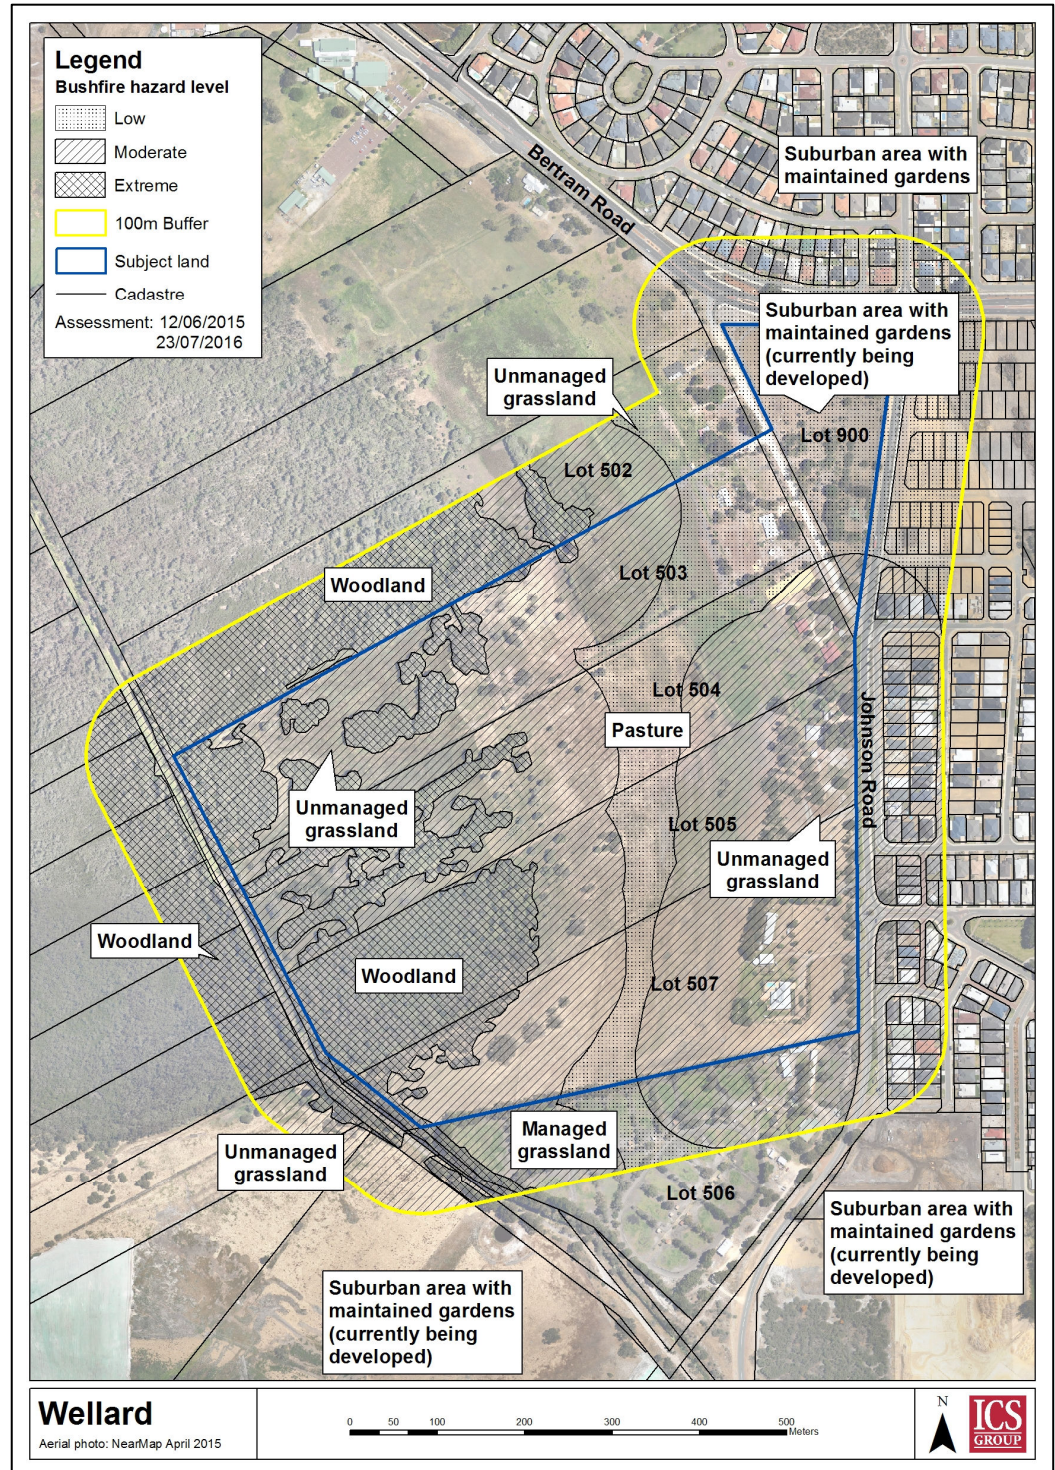 Legend
Bushfire hazard level
Low
Moderate
Extreme
100m Buffer
Subject land
Cadastre
Assessment: 12/06/2015
23/07/2016
Bertram Road
Suburban area with
maintained gardens
Suburban area with
maintained gardens
(currently being
developed)
Unmanaged
grassland
Lot 900
Lot 502
Lot 503
Woodland
Lot 504
Johnson Road
Pasture
Unmanaged
grassland
Lot 505
Unmanaged
grassland
Woodland
Woodland
Lot 507
Managed
grassland
Unmanaged
grassland
Lot 506
Suburban area with
maintained gardens
(currently being
developed)
Suburban area with
maintained gardens
(currently being
developed)
Wellard
Aerial photo: NearMap April 2015
0 50 100 200 300 400 500
Meters
N
ICS
GROUP